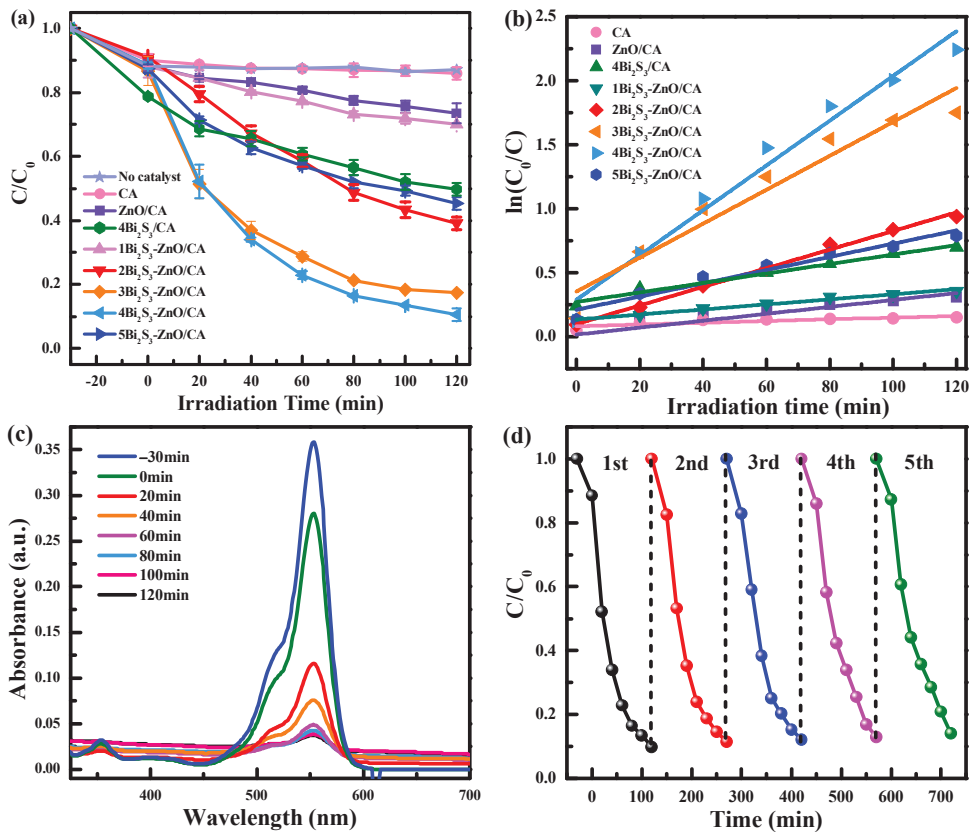 (a)
1.0
0.8
0.6
0.4
0.2
0.0
C/C₀
No catalyst
CA
ZnO/CA
4Bi₂S₃/CA
1Bi₂S₃-ZnO/CA
2Bi₂S₃-ZnO/CA
3Bi₂S₃-ZnO/CA
4Bi₂S₃-ZnO/CA
5Bi₂S₃-ZnO/CA
-20 0 20 40 60 80 100 120
Irradiation Time (min)
(b)
2.5
2.0
1.5
1.0
0.5
0.0
ln(C₀/C)
CA
ZnO/CA
4Bi₂S₃/CA
1Bi₂S₃-ZnO/CA
2Bi₂S₃-ZnO/CA
3Bi₂S₃-ZnO/CA
4Bi₂S₃-ZnO/CA
5Bi₂S₃-ZnO/CA
0 20 40 60 80 100 120
Irradiation time (min)
(c)
0.35
0.30
0.25
0.20
0.15
0.10
0.05
0.00
Absorbance (a.u.)
–30min
0min
20min
40min
60min
80min
100min
120min
400 500 600 700
Wavelength (nm)
(d)
1.0
0.8
0.6
0.4
0.2
0.0
C/C₀
1st 2nd 3rd 4th 5th
0 100 200 300 400 500 600 700
Time (min)